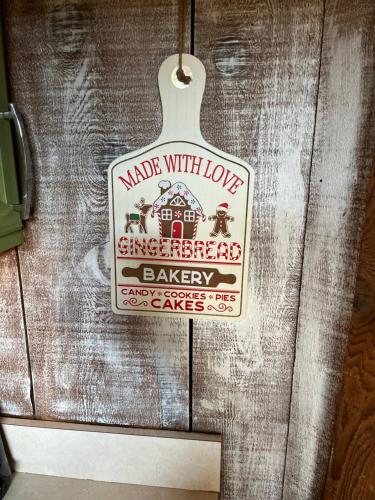 MADE WITH LOVE
GINGERBREAD
BAKERY
CANDY * COOKIES * PIES
CAKES